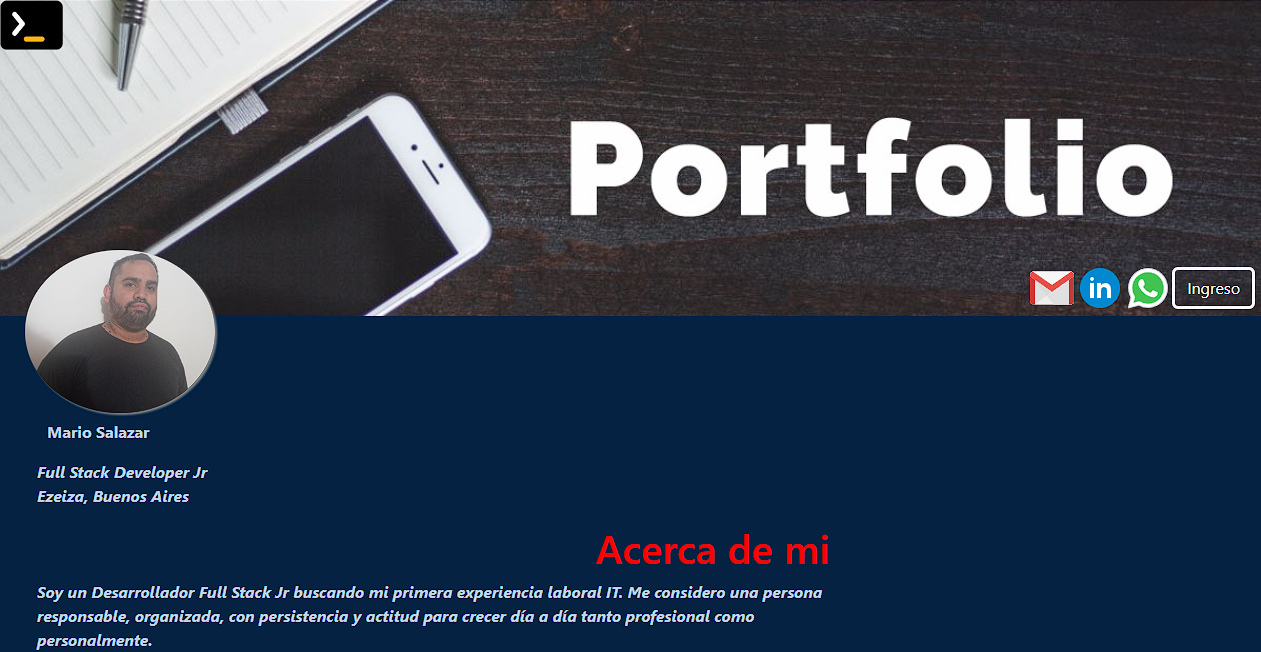 Portfolio
in
Ingreso
Mario Salazar
Full Stack Developer Jr
Ezeiza, Buenos Aires
Acerca de mi
Soy un Desarrollador Full Stack Jr buscando mi primera experiencia laboral IT. Me considero una persona
responsable, organizada, con persistencia y actitud para crecer día a día tanto profesional como
personalmente.